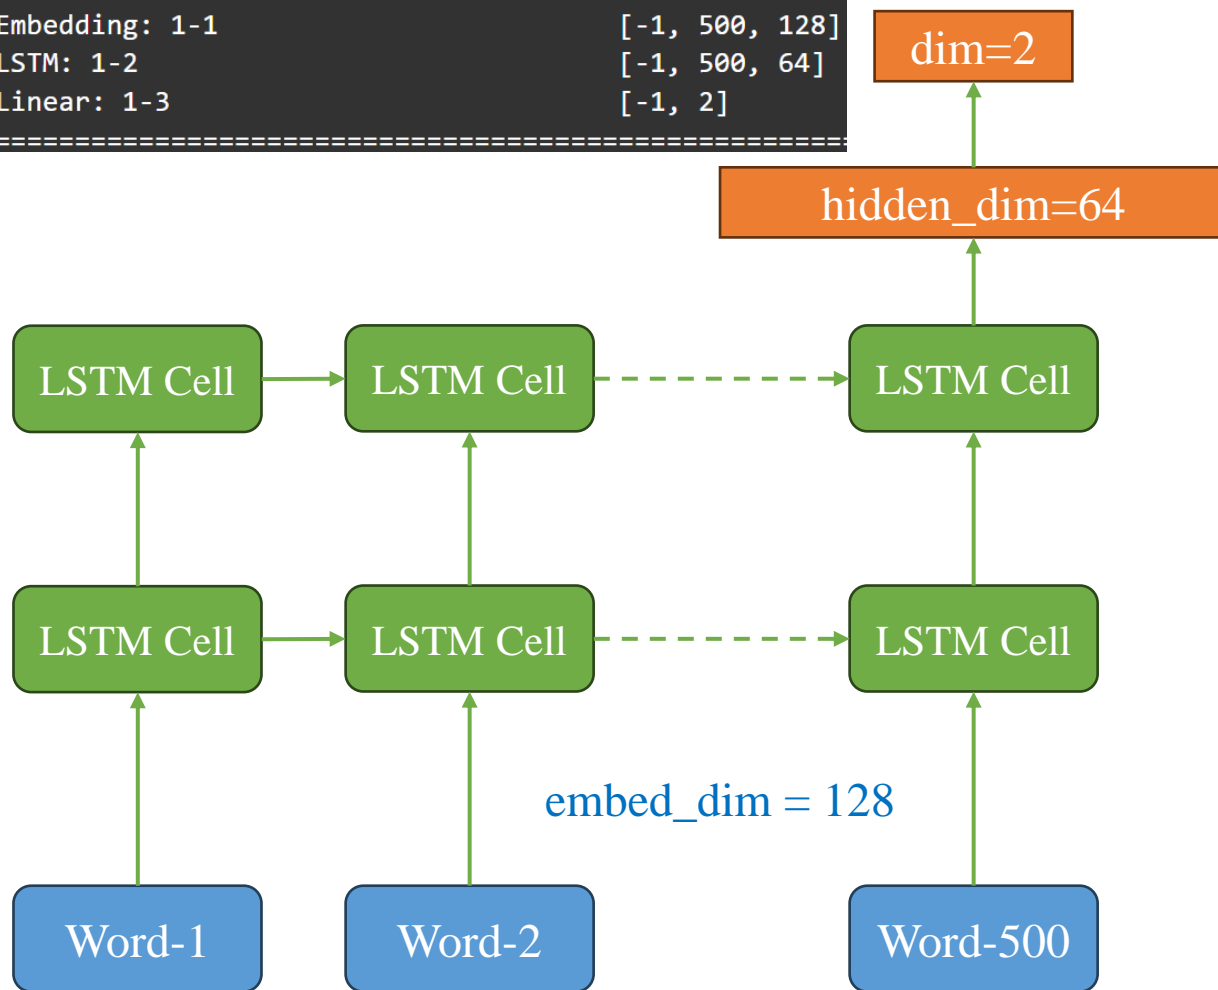 Embedding: 1-1 [-1, 500, 128]
LSTM: 1-2 [-1, 500, 64]
Linear: 1-3 [-1, 2]
======================================================
dim=2
hidden_dim=64
LSTM Cell LSTM Cell LSTM Cell
LSTM Cell LSTM Cell LSTM Cell
embed_dim = 128
Word-1 Word-2 Word-500